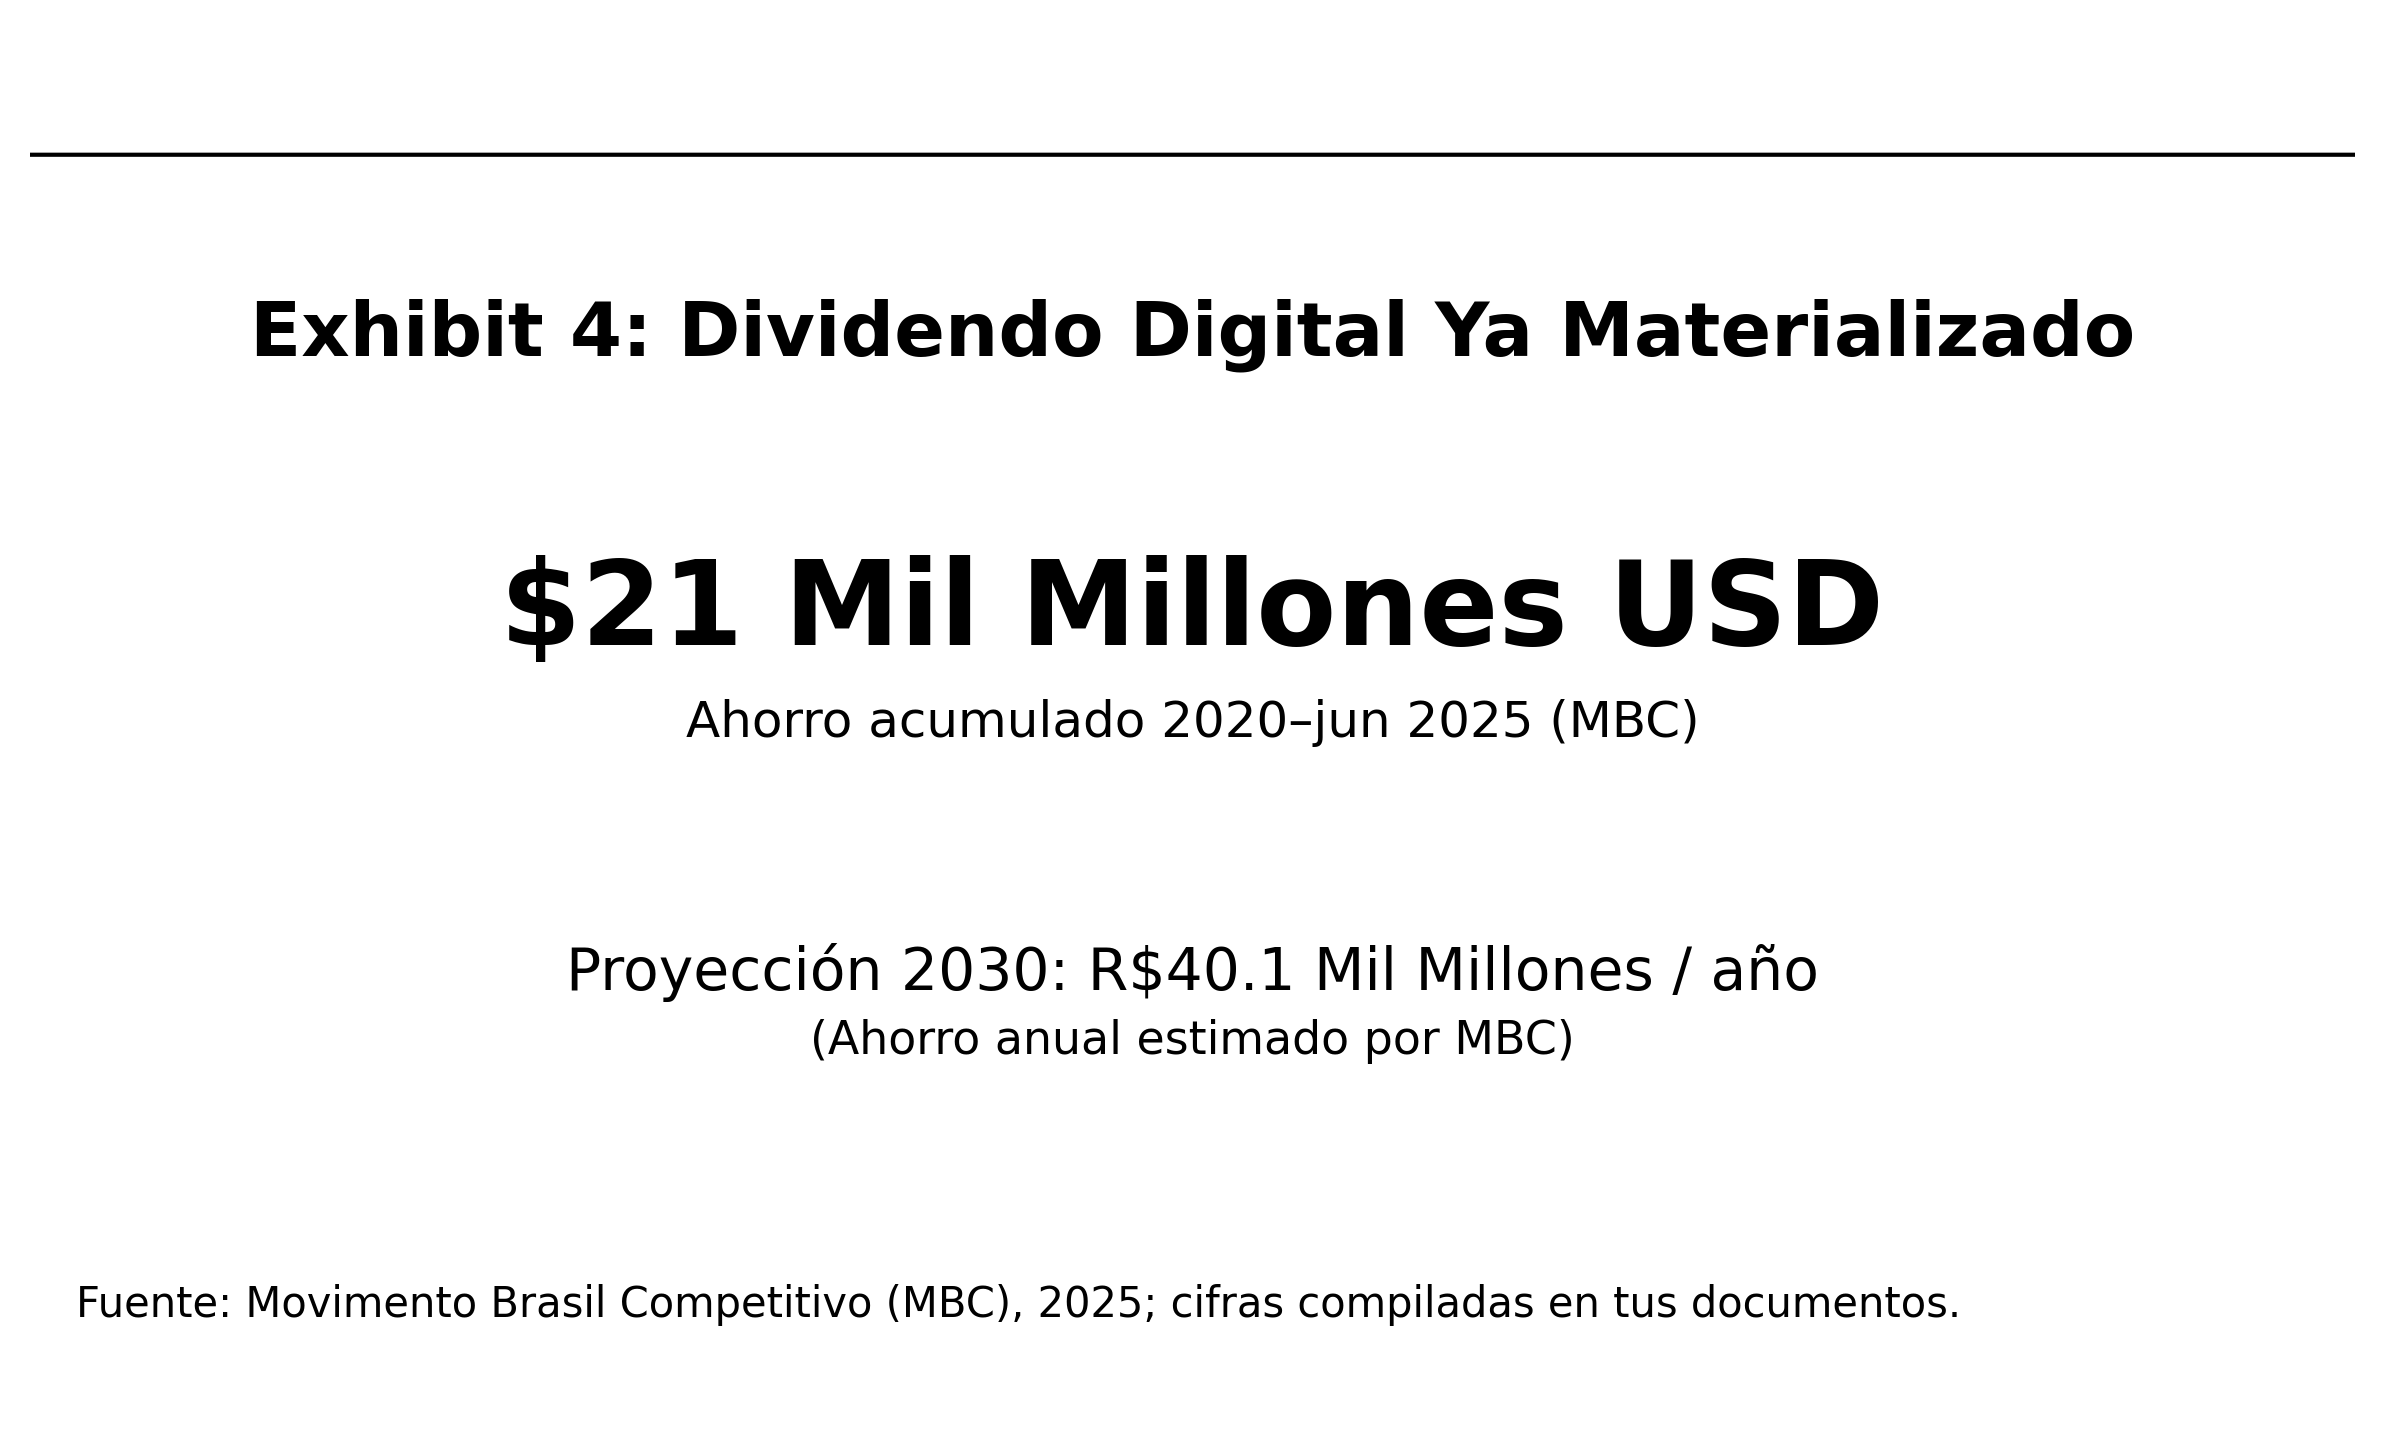 Exhibit 4: Dividendo Digital Ya Materializado
$21 Mil Millones USD
Ahorro acumulado 2020–jun 2025 (MBC)
Proyección 2030: R$40.1 Mil Millones / año
(Ahorro anual estimado por MBC)
Fuente: Movimento Brasil Competitivo (MBC), 2025; cifras compiladas en tus documentos.